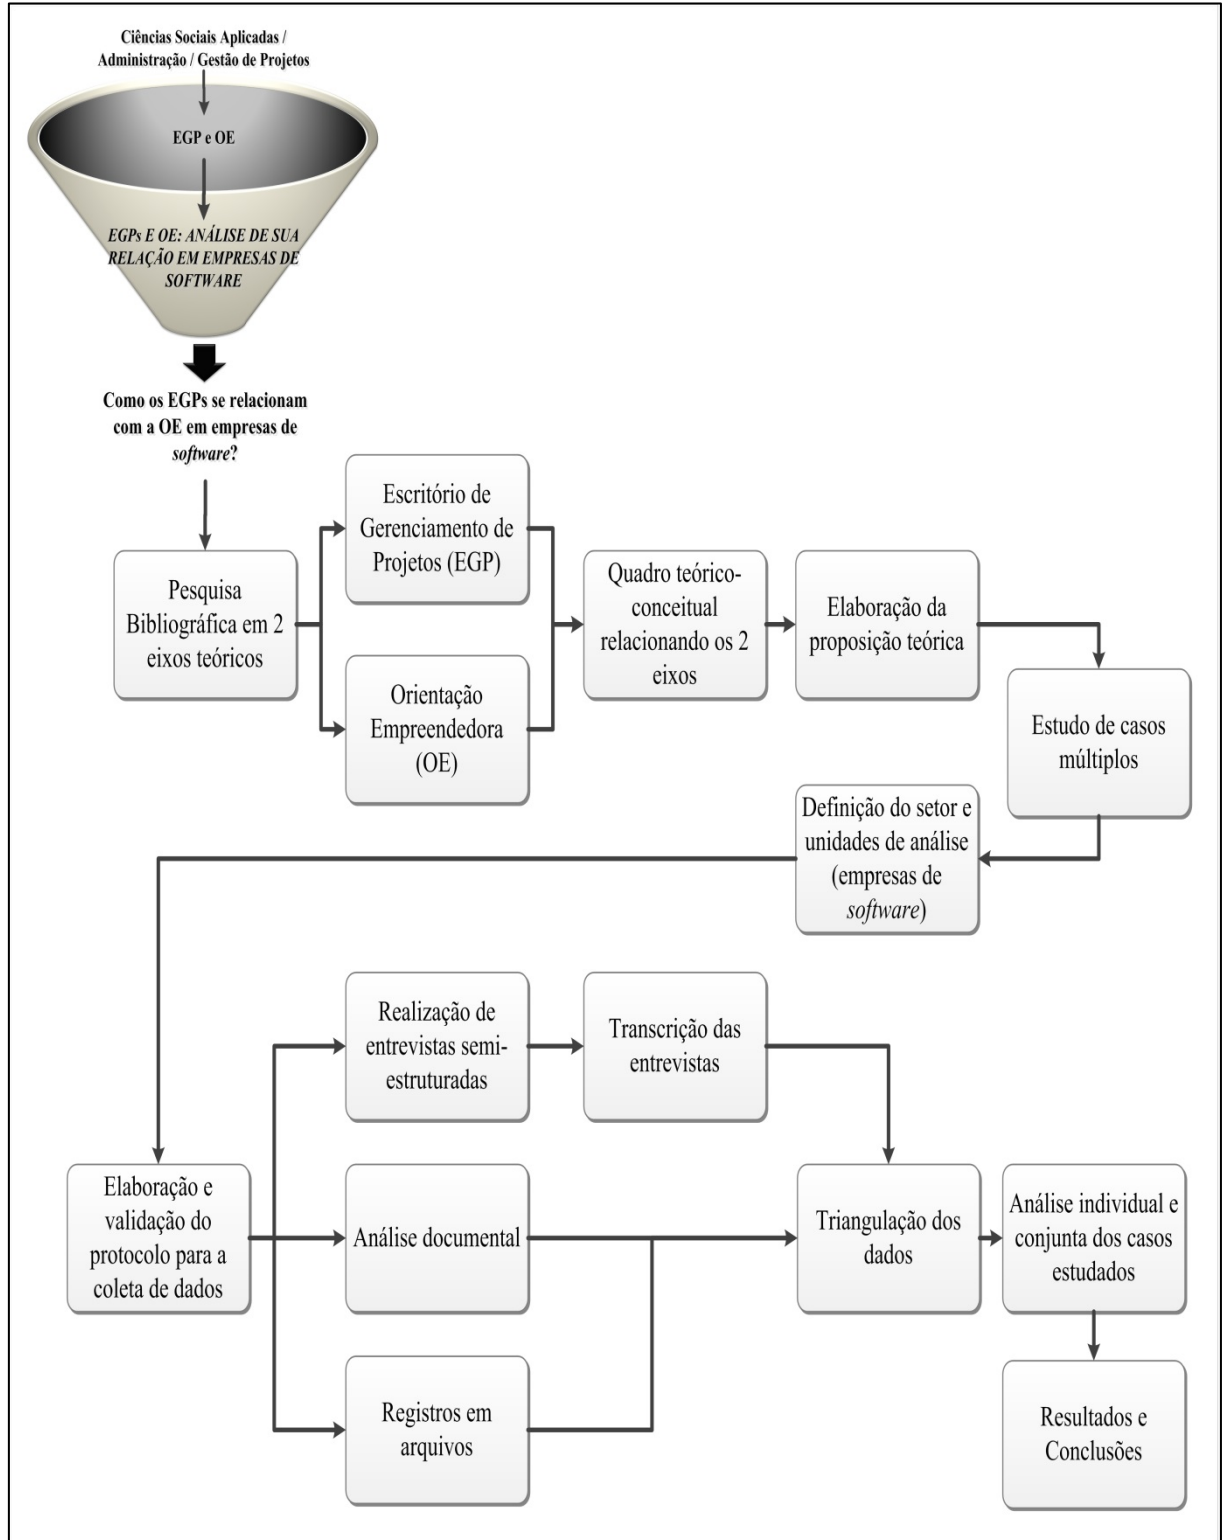 Ciências Sociais Aplicadas /
Administração / Gestão de Projetos
EGP e OE
EGPs E OE: ANÁLISE DE SUA
RELAÇÃO EM EMPRESAS DE
SOFTWARE
Como os EGPs se relacionam
com a OE em empresas de
software?
Pesquisa
Bibliográfica em 2
eixos teóricos
Escritório de
Gerenciamento de
Projetos (EGP)
Orientação
Empreendedora
(OE)
Quadro teórico-
conceitual
relacionando os 2
eixos
Elaboração da
proposição teórica
Estudo de casos
múltiplos
Definição do setor e
unidades de análise
(empresas de
software)
Elaboração e
validação do
protocolo para a
coleta de dados
Realização de
entrevistas semi-
estruturadas
Transcrição das
entrevistas
Análise documental
Registros em
arquivos
Triangulação dos
dados
Análise individual e
conjunta dos casos
estudados
Resultados e
Conclusões